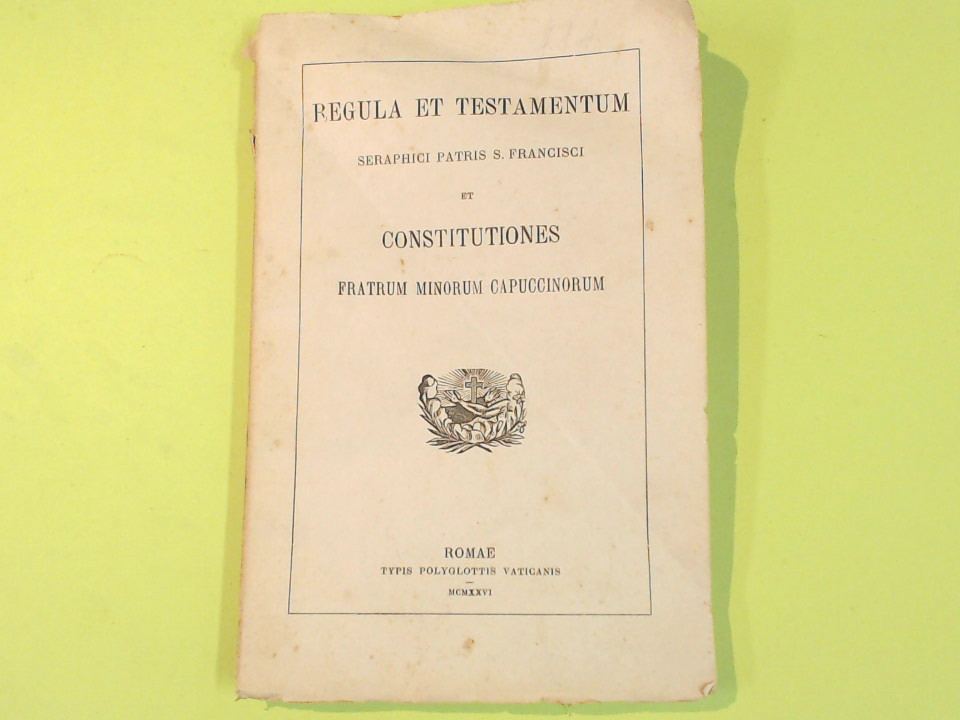 REGULA ET TESTAMENTUM
SERAPHICI PATRIS S. FRANCISCI
ET
CONSTITUTIONES
FRATRUM MINORUM CAPUCCINORUM
ROMAE
TYPIS POLYGLOTTIS VATICANIS
MCMXXVI